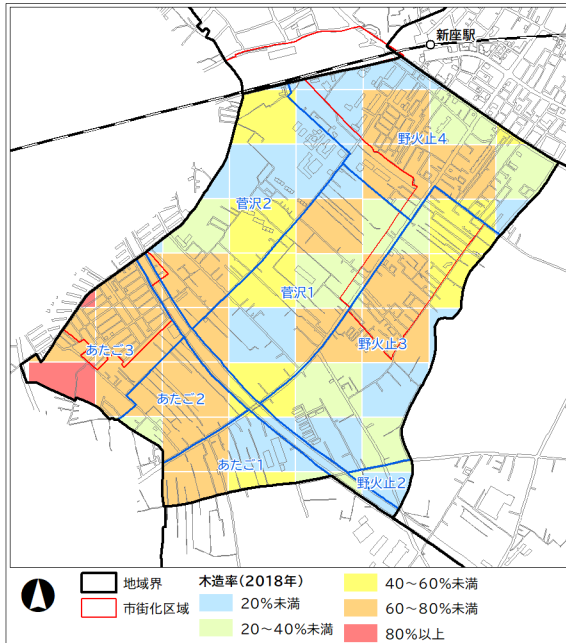 新座駅
野火止4
菅沢2
菅沢1
野火止3
あたご3
あたご2
あたご1
野火止2
地域界
市街化区域
木造率(2018年)
20%未満
20～40%未満
40～60%未満
60～80%未満
80%以上